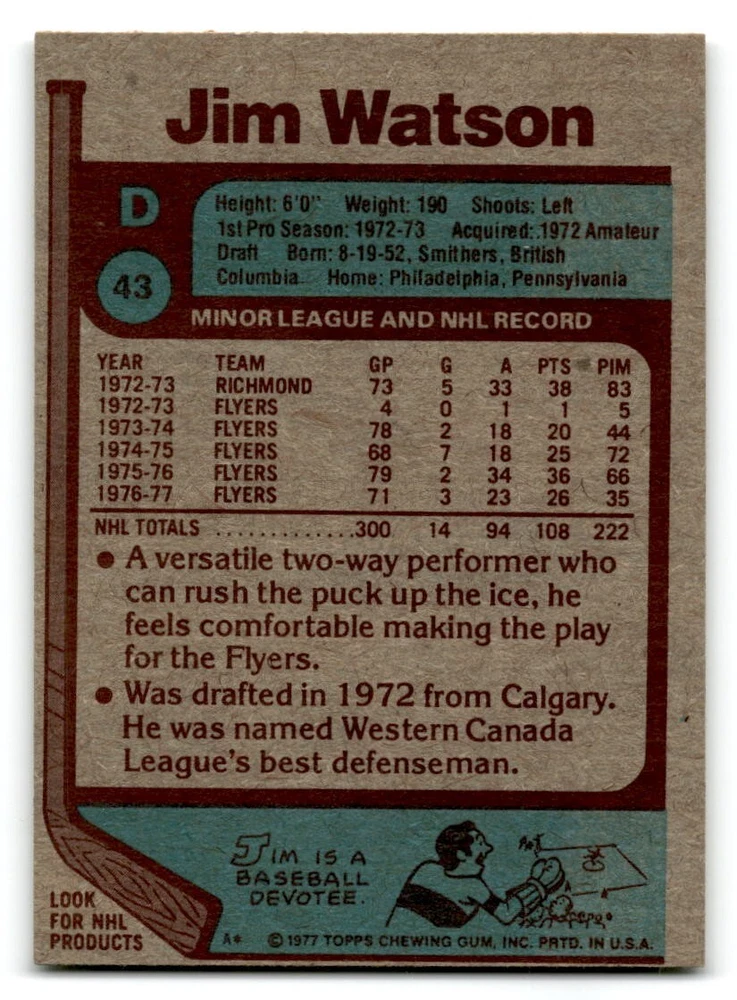 Jim Watson
D
43
Height: 6'0" Weight: 190 Shoots: Left
1st Pro Season: 1972-73 Acquired: 1972 Amateur
Draft Born: 8-19-52, Smithers, British
Columbia Home: Philadelphia, Pennsylvania
MINOR LEAGUE AND NHL RECORD
YEAR TEAM GP G A PTS PIM
1972-73 RICHMOND 73 5 33 38 83
1972-73 FLYERS 4 0 1 1 5
1973-74 FLYERS 78 2 18 20 44
1974-75 FLYERS 68 7 18 25 72
1975-76 FLYERS 79 2 34 36 66
1976-77 FLYERS 71 3 23 26 35
NHL TOTALS .............300 14 94 108 222
• A versatile two-way performer who
can rush the puck up the ice, he
feels comfortable making the play
for the Flyers.
• Was drafted in 1972 from Calgary.
He was named Western Canada
League's best defenseman.
JIM IS A
BASEBALL
DEVOTEE.
LOOK
FOR NHL
PRODUCTS
A* © 1977 TOPPS CHEWING GUM, INC. PRTD. IN U.S.A.